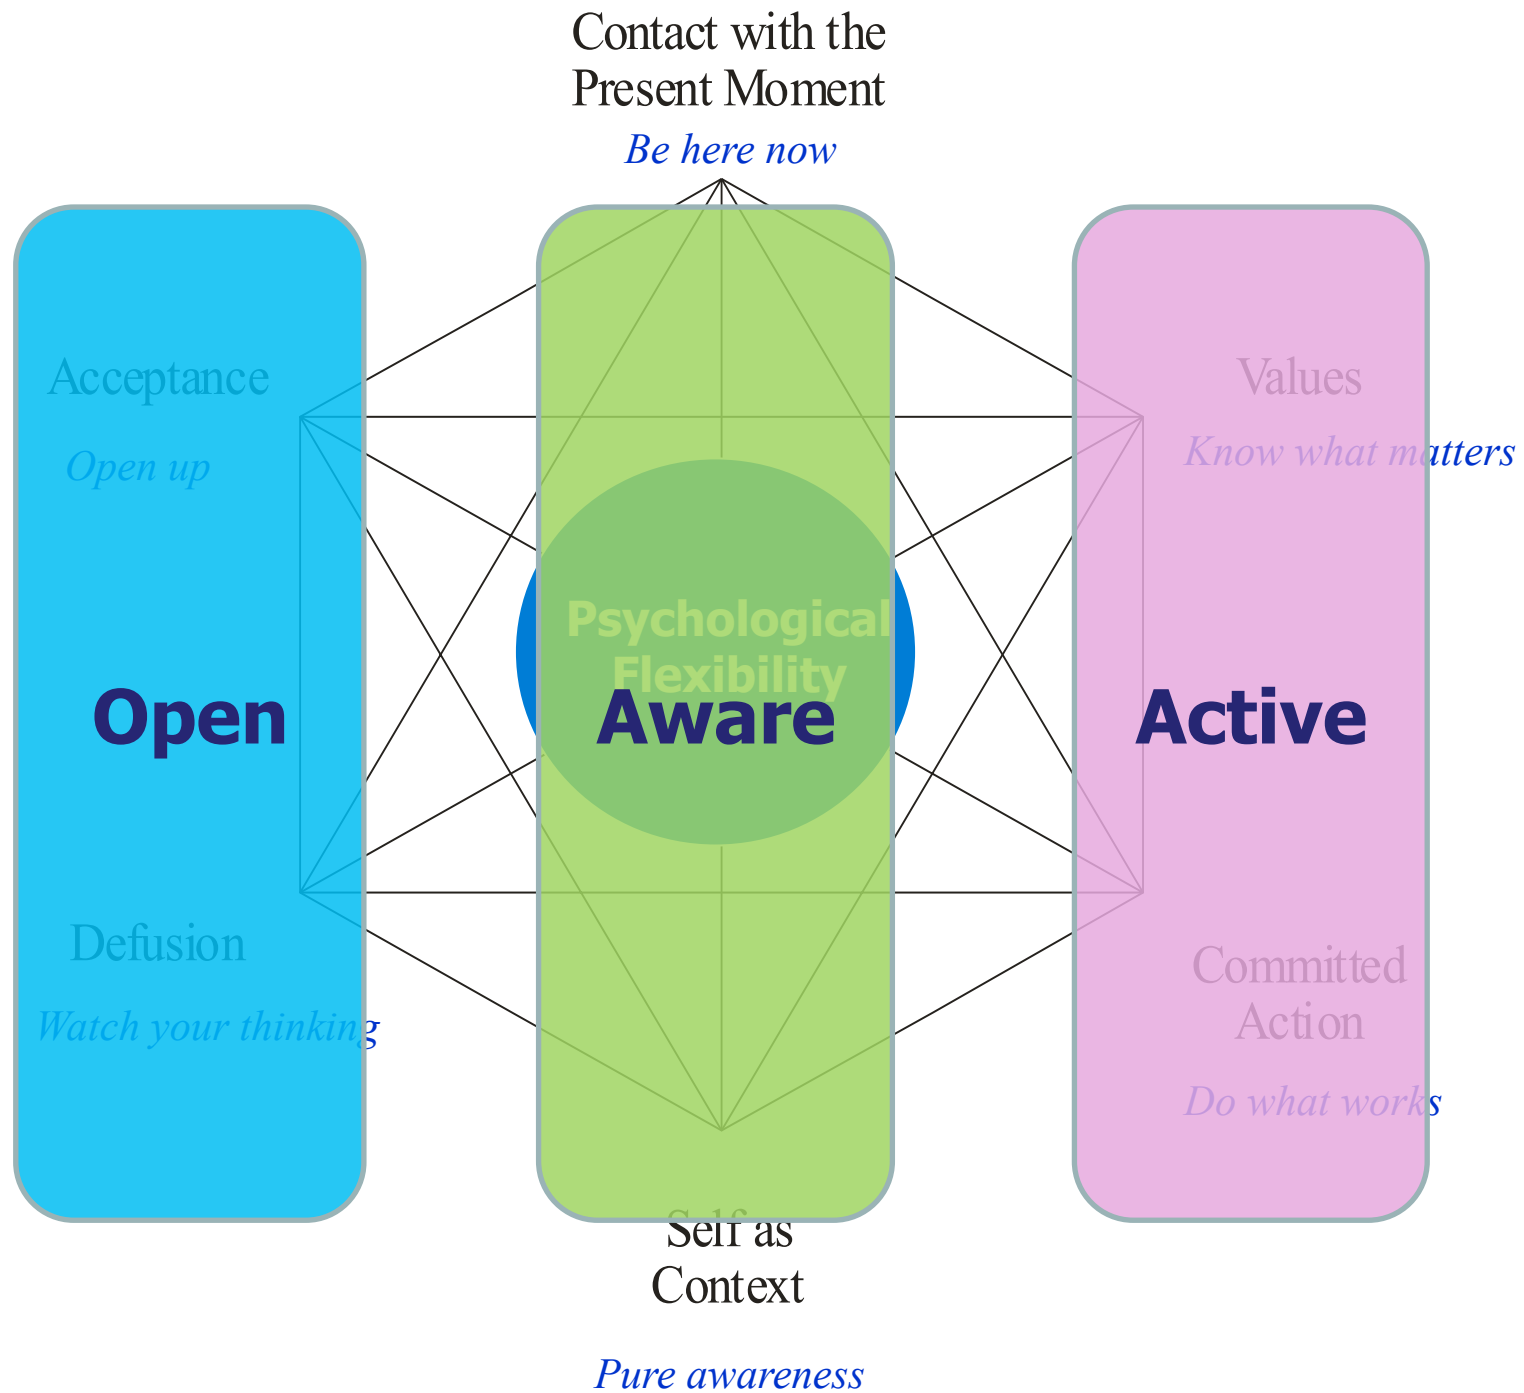 Contact with the
Present Moment
Be here now
Acceptance
Open up
Values
Know what matters
Psychological
Flexibility
Open
Aware
Active
Defusion
Watch your thinking
Committed
Action
Do what works
Self as
Context
Pure awareness